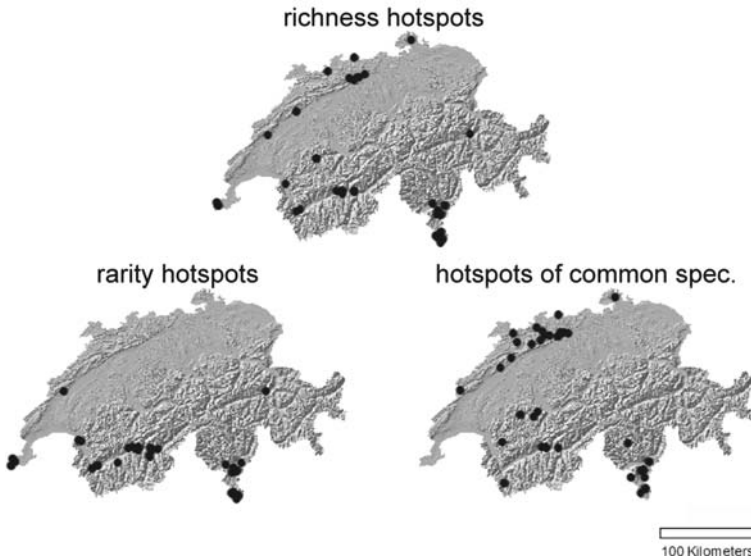 richness hotspots
rarity hotspots
hotspots of common spec.
100 Kilometers